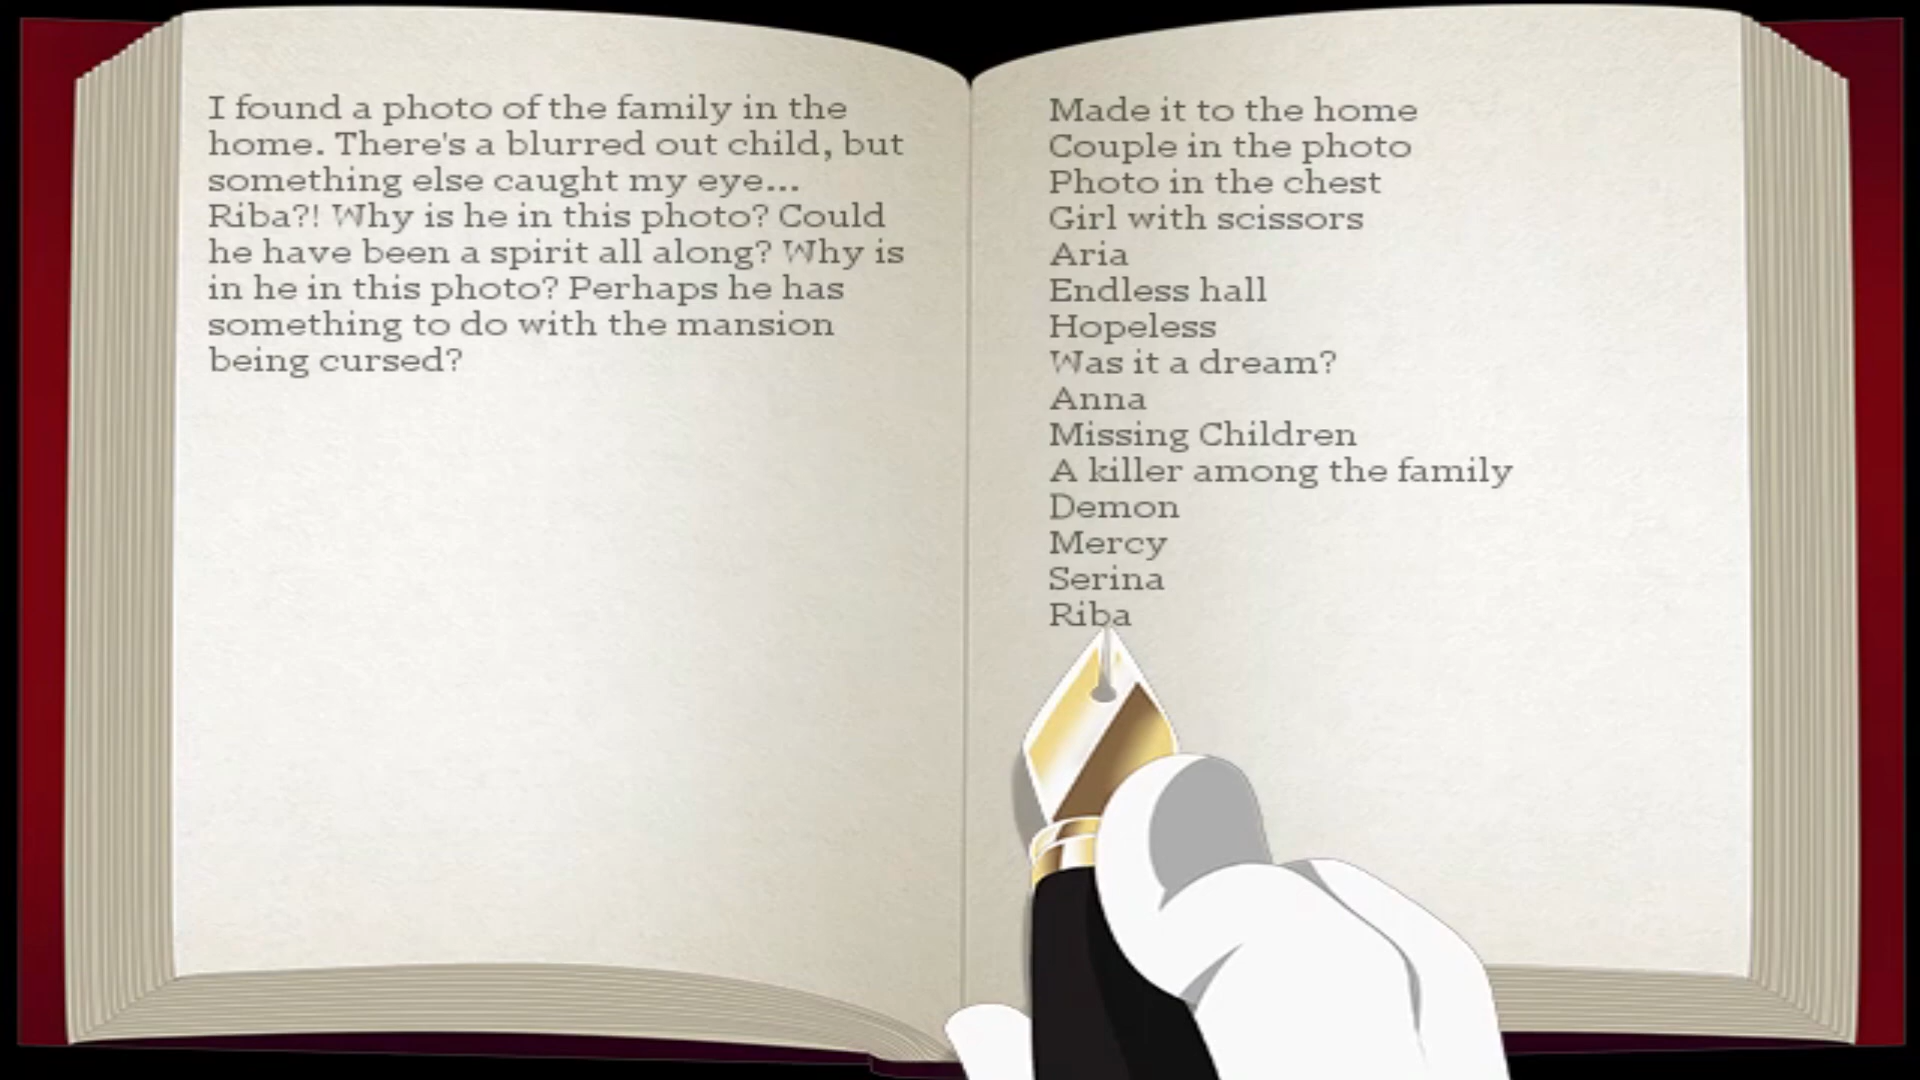 I found a photo of the family in the
home. There's a blurred out child, but
something else caught my eye...
Riba?! Why is he in this photo? Could
he have been a spirit all along? Why is
in he in this photo? Perhaps he has
something to do with the mansion
being cursed?
Made it to the home
Couple in the photo
Photo in the chest
Girl with scissors
Aria
Endless hall
Hopeless
Was it a dream?
Anna
Missing Children
A killer among the family
Demon
Mercy
Serina
Riba